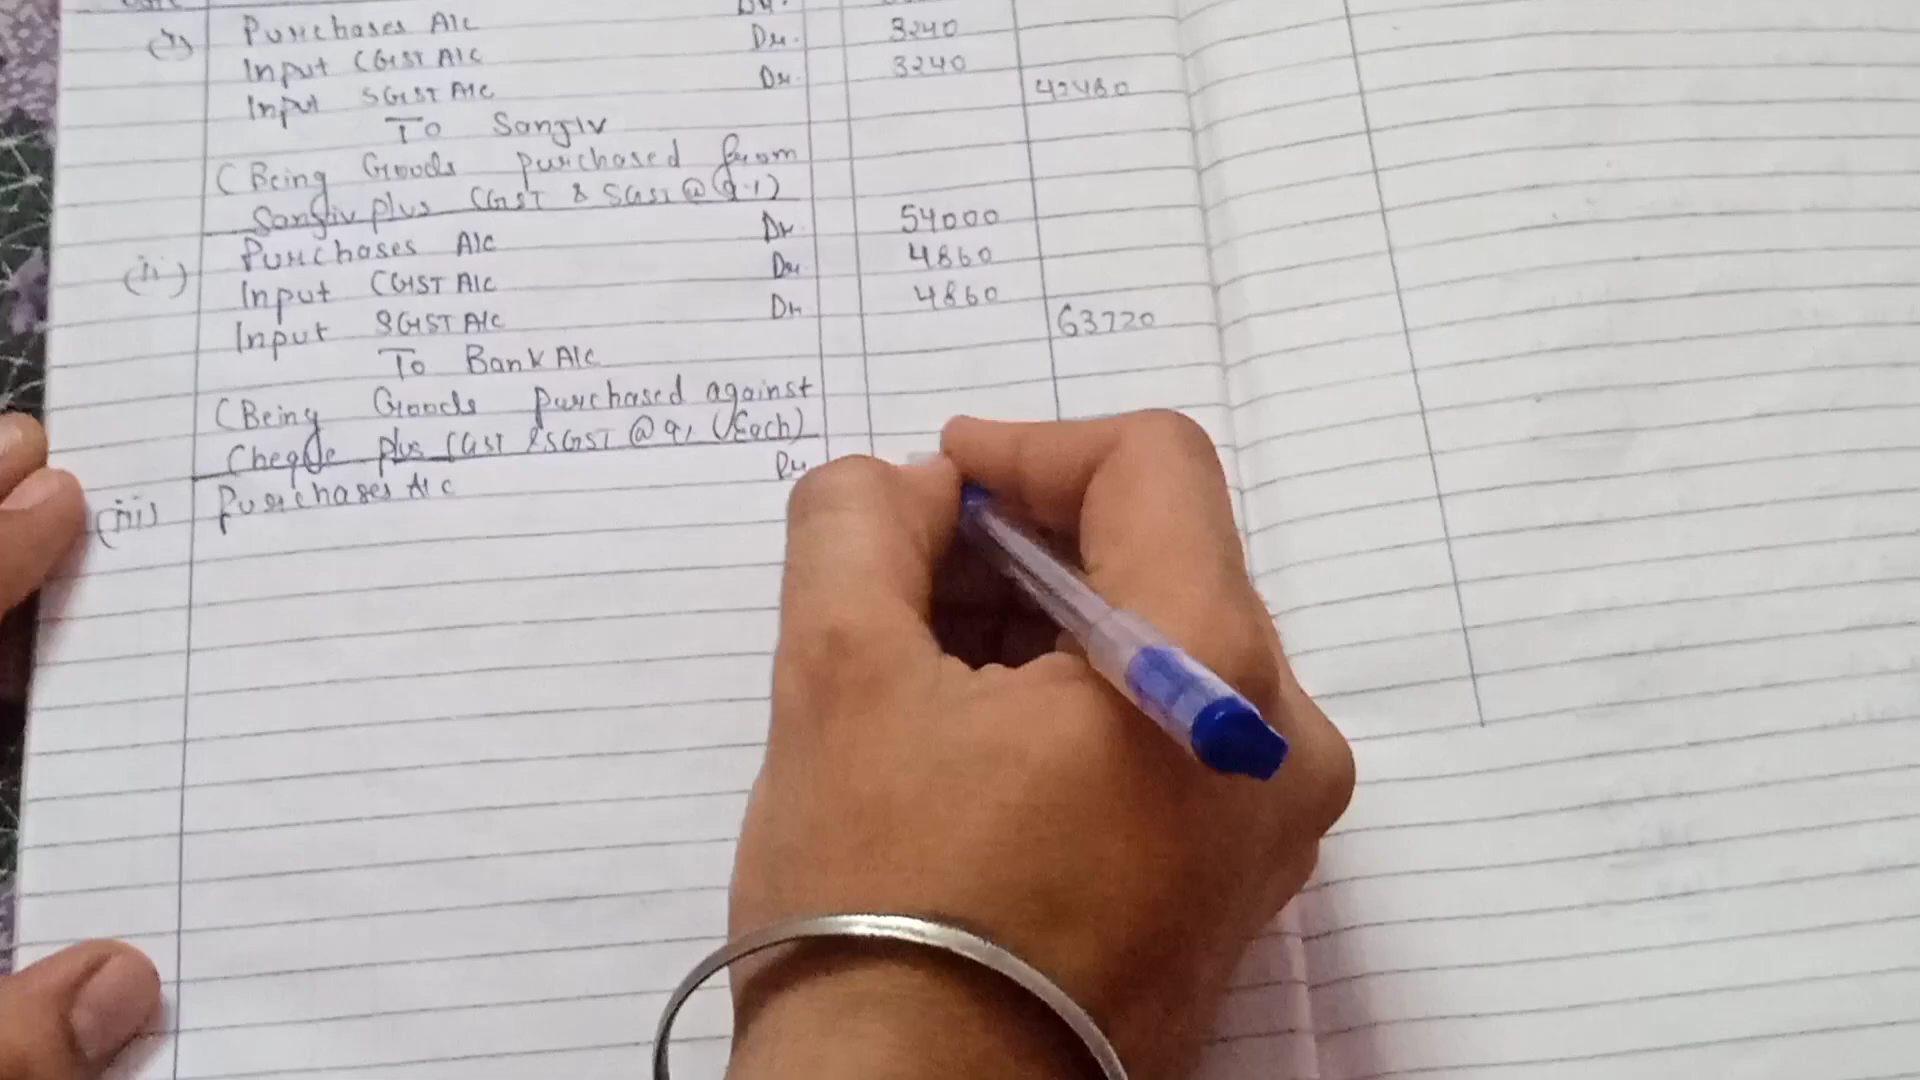 (i) Purchases A/c Dr.
Input CGST A/c Dr. 3240
Input SGST A/c Dr. 3240
To Sanjiv 42480
(Being Goods purchased from
Sanjiv plus CGST & SGST @ 9%)
(ii) Purchases A/c Dr. 54000
Input CGST A/c Dr. 4860
Input SGST A/c Dr 4860
To Bank A/c 63720
(Being Goods purchased against
Cheque plus CGST & SGST @ 9% (Each)
(iii) Purchases A/c Dr